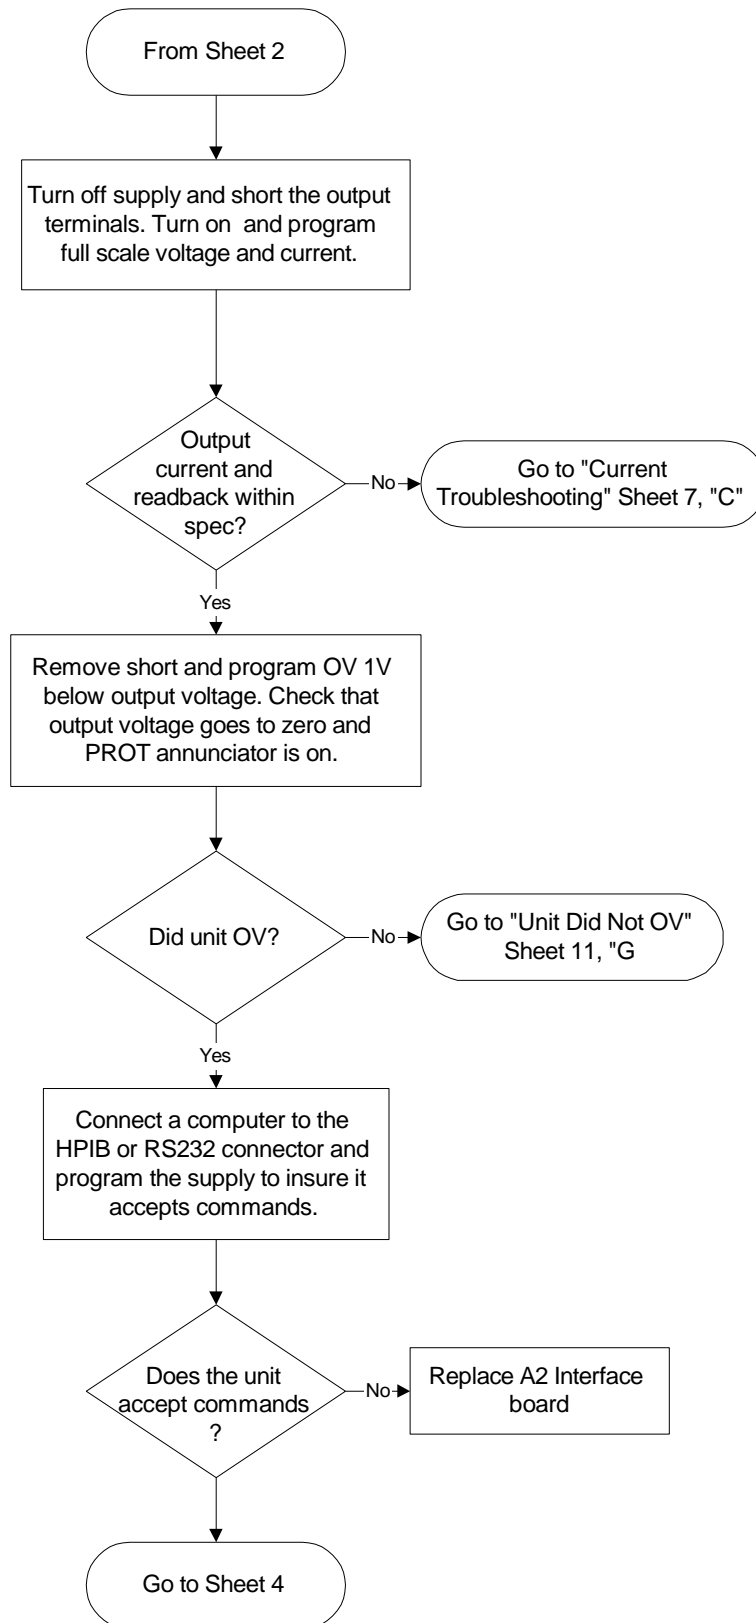 From Sheet 2
Turn off supply and short the output
terminals. Turn on and program
full scale voltage and current.
Output
current and
readback within
spec?
No
Go to "Current
Troubleshooting" Sheet 7, "C"
Yes
Remove short and program OV 1V
below output voltage. Check that
output voltage goes to zero and
PROT annunciator is on.
Did unit OV?
No
Go to "Unit Did Not OV"
Sheet 11, "G
Yes
Connect a computer to the
HPIB or RS232 connector and
program the supply to insure it
accepts commands.
Does the unit
accept commands
?
No
Replace A2 Interface
board
Go to Sheet 4